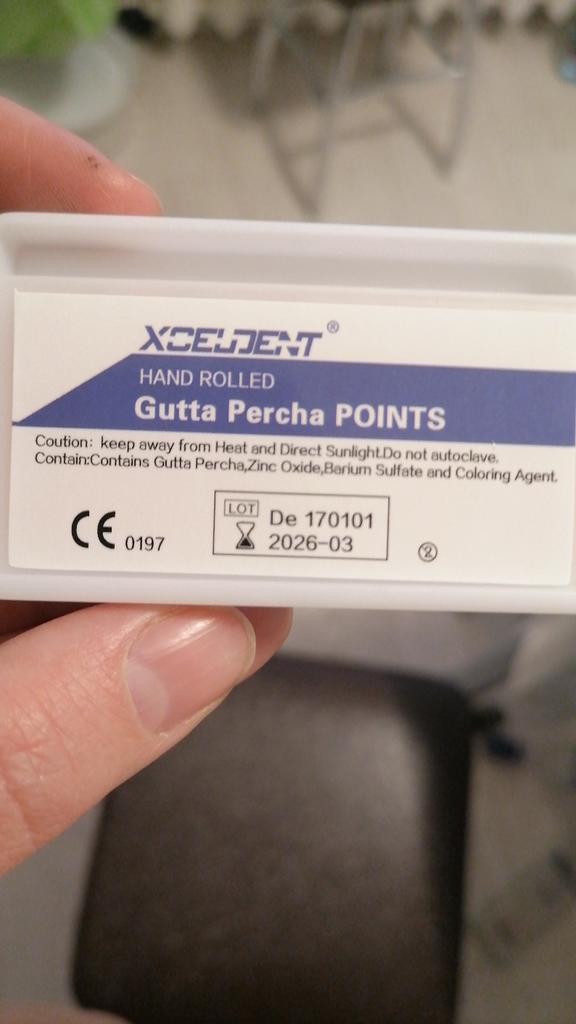 XCELDENT®
HAND ROLLED
Gutta Percha POINTS
Coution: keep away from Heat and Direct Sunlight.Do not autoclave.
Contain:Contains Gutta Percha,Zinc Oxide,Barium Sulfate and Coloring Agent.
CE 0197
LOT De 170101
2026-03
②